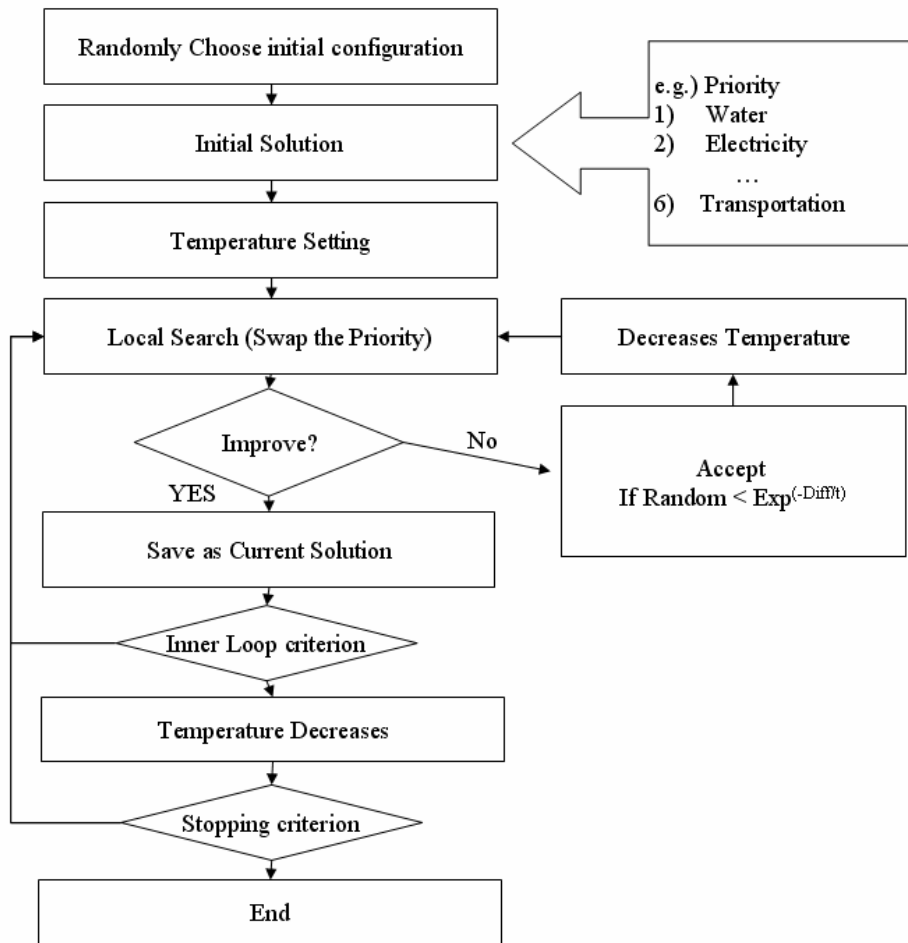 Randomly Choose initial configuration
e.g.) Priority
1) Water
2) Electricity
…
6) Transportation
Initial Solution
Temperature Setting
Local Search (Swap the Priority)
Decreases Temperature
Improve?
No
Accept
If Random < Exp(-Diff/t)
YES
Save as Current Solution
Inner Loop criterion
Temperature Decreases
Stopping criterion
End